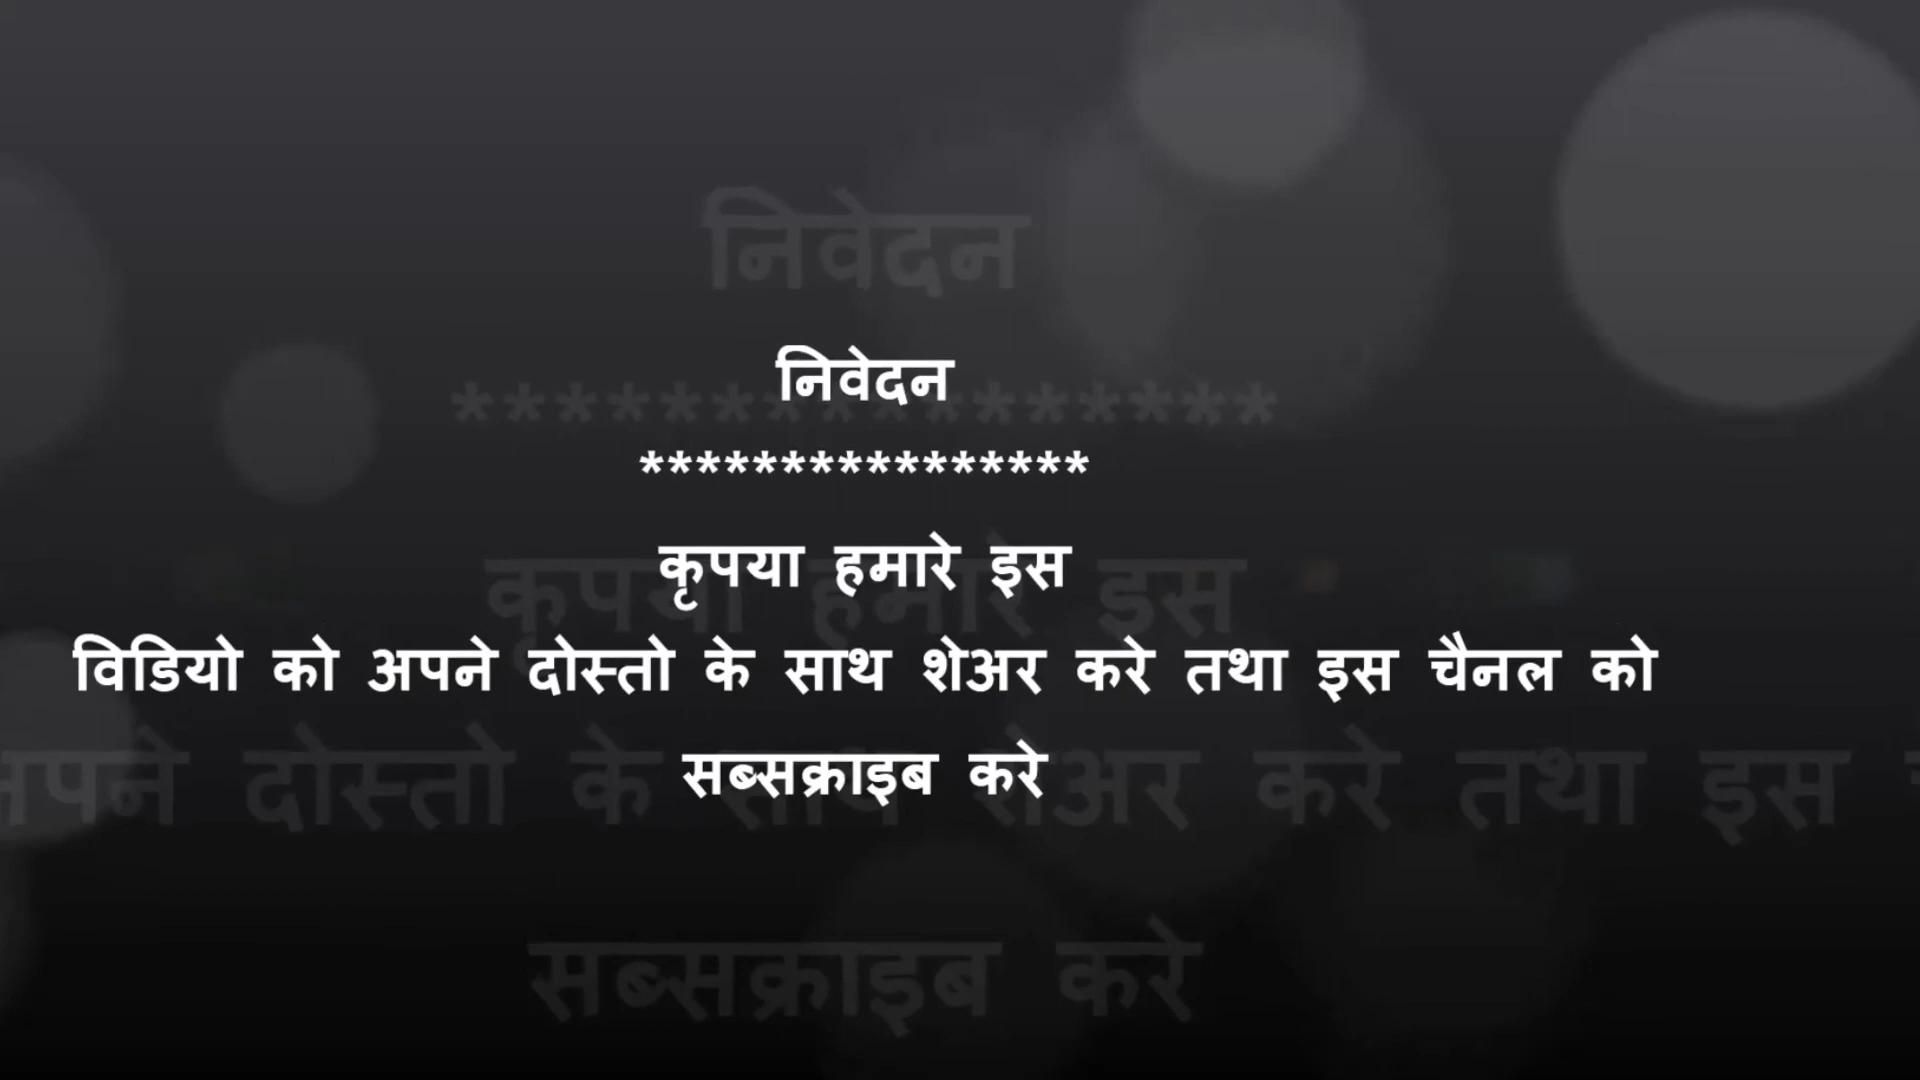 निवेदन
****************
कृपया हमारे इस
विडियो को अपने दोस्तो के साथ शेअर करे तथा इस चैनल को
सब्सक्राइब करे